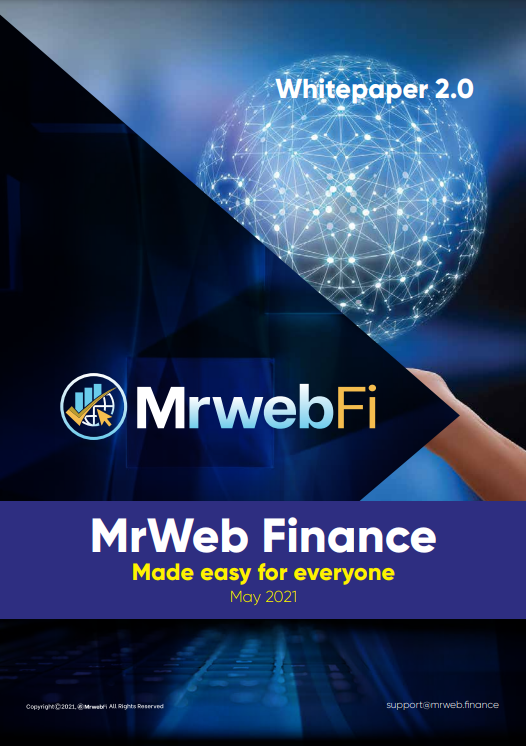 Whitepaper 2.0
MrwebFi
MrWeb Finance
Made easy for everyone
May 2021
Copyright©2021, MrwebFi All Rights Reserved
support@mrweb.finance